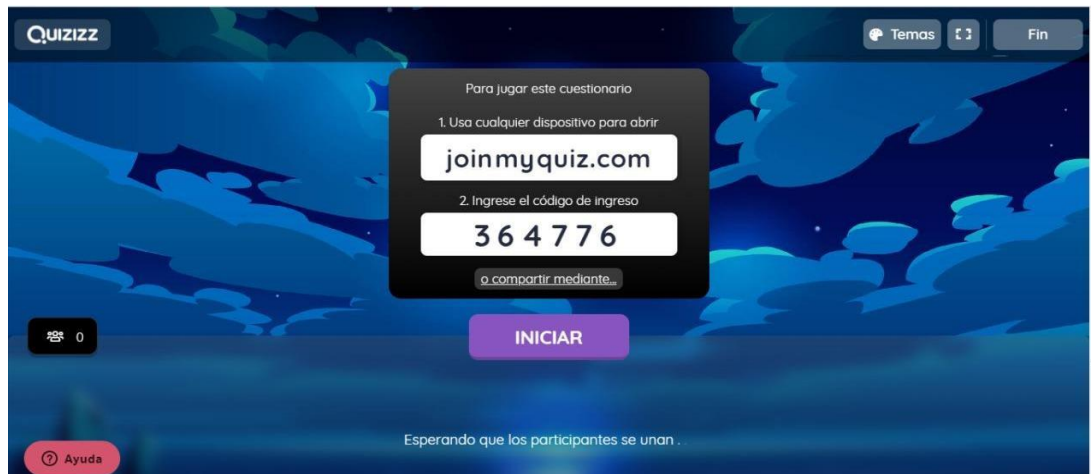 Quizizz
Temas
Fin
Para jugar este cuestionario
1. Usa cualquier dispositivo para abrir
joinmyquiz.com
2. Ingrese el código de ingreso
364776
o compartir mediante...
0
INICIAR
Esperando que los participantes se unan . .
Ayuda